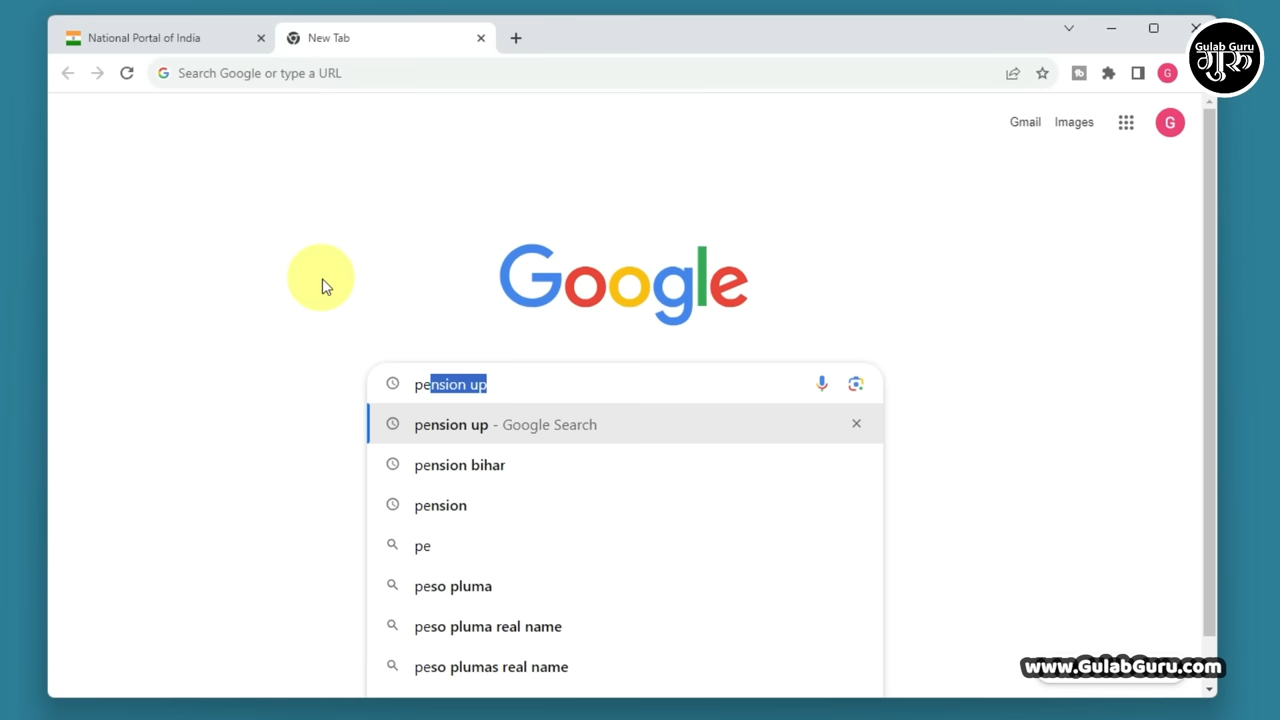 National Portal of India
New Tab
Search Google or type a URL
G
Gulab Guru
गुरु
Gmail
Images
G
Google
pension up
pension up - Google Search
pension bihar
pension
pe
peso pluma
peso pluma real name
peso plumas real name
www.GulabGuru.com